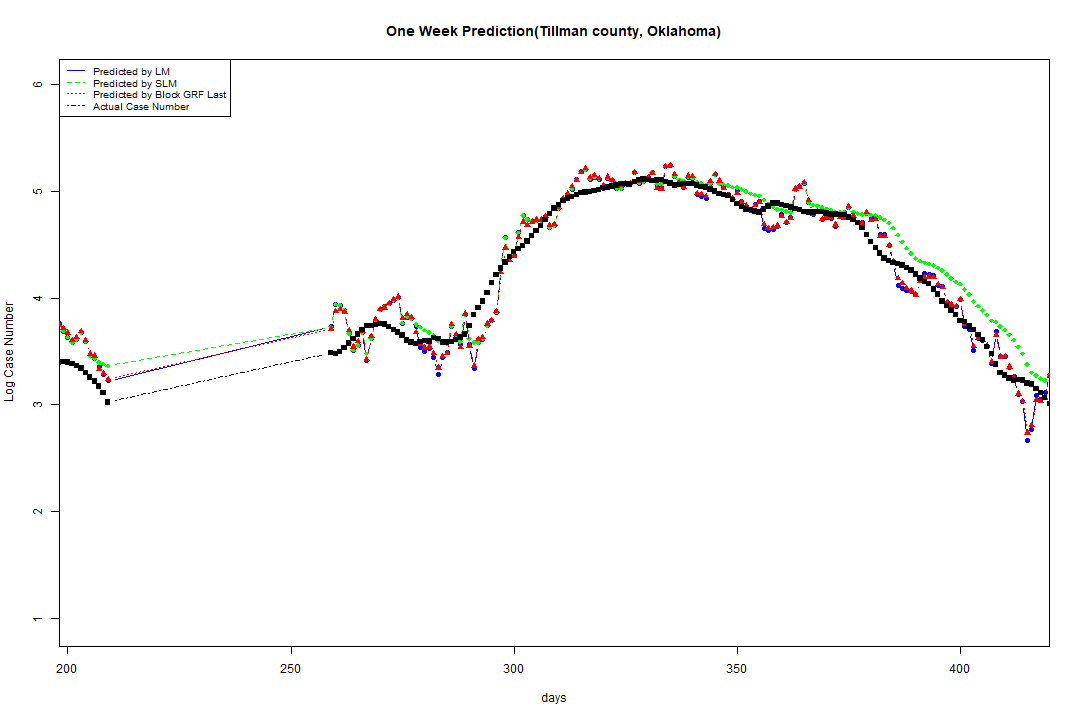 One Week Prediction(Tillman county, Oklahoma)
Predicted by LM
Predicted by SLM
Predicted by Block GRF Last
Actual Case Number
6
5
4
3
2
1
Log Case Number
200 250 300 350 400
days